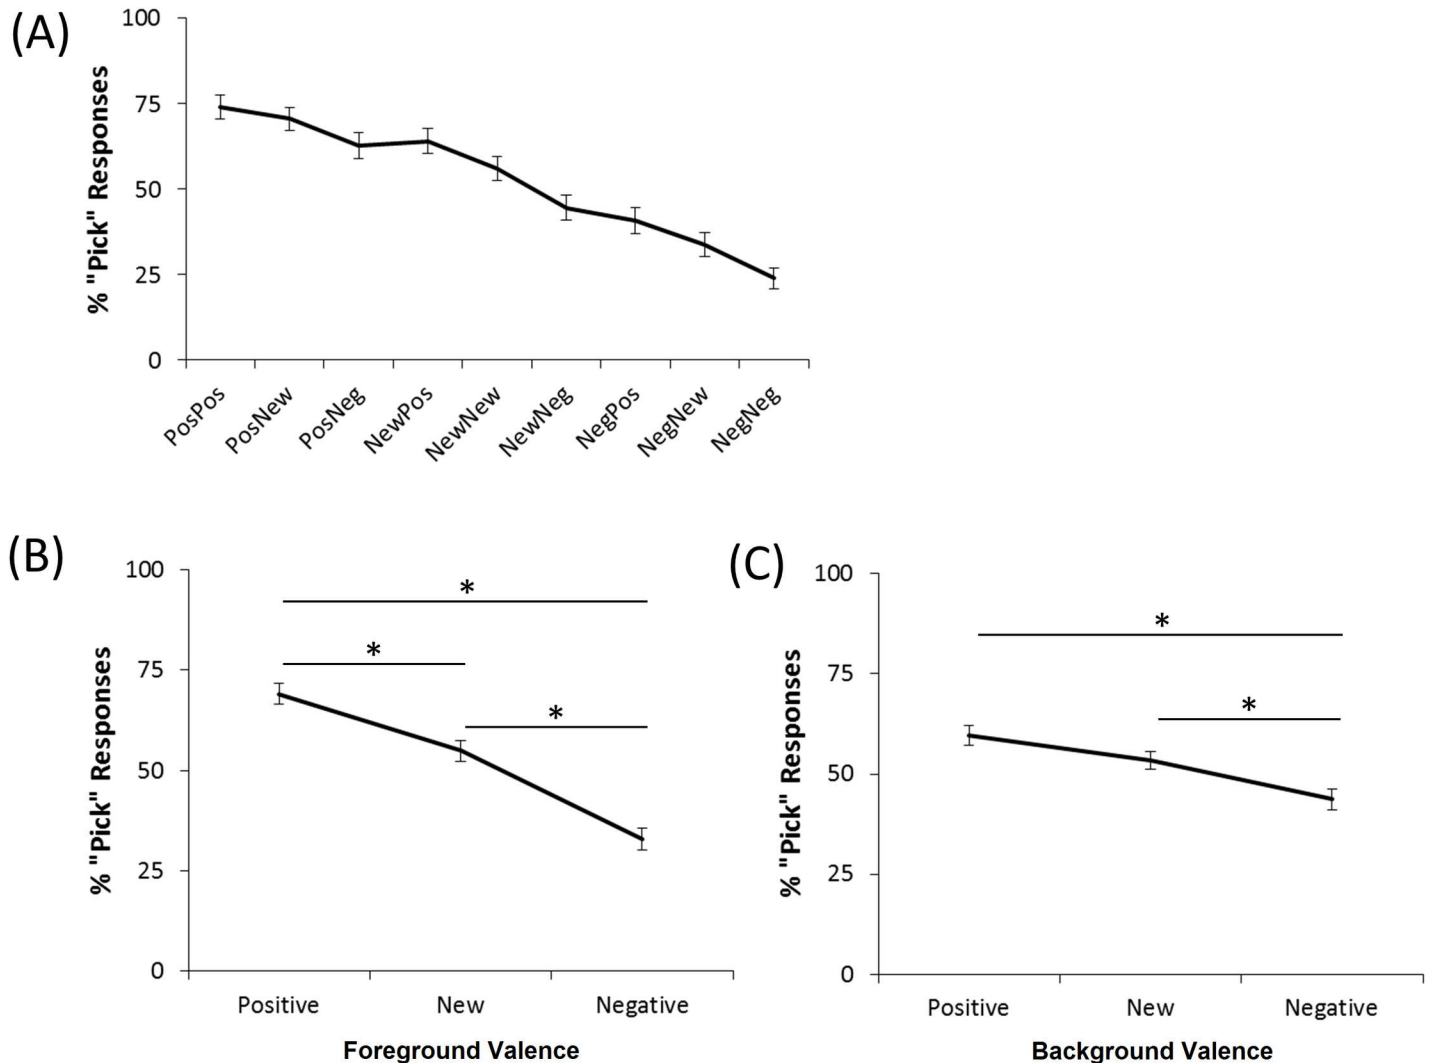 (A)
% "Pick" Responses
100
75
50
25
0
PosPos
PosNew
PosNeg
NewPos
NewNew
NewNeg
NegPos
NegNew
NegNeg
(B)
% "Pick" Responses
100
75
50
25
0
*
*
*
Positive New Negative
Foreground Valence
(C)
% "Pick" Responses
100
75
50
25
0
*
*
Positive New Negative
Background Valence